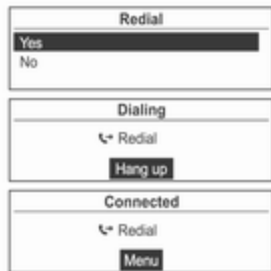 Redial
Yes
No
Dialing
Redial
Hang up
Connected
Redial
Menu